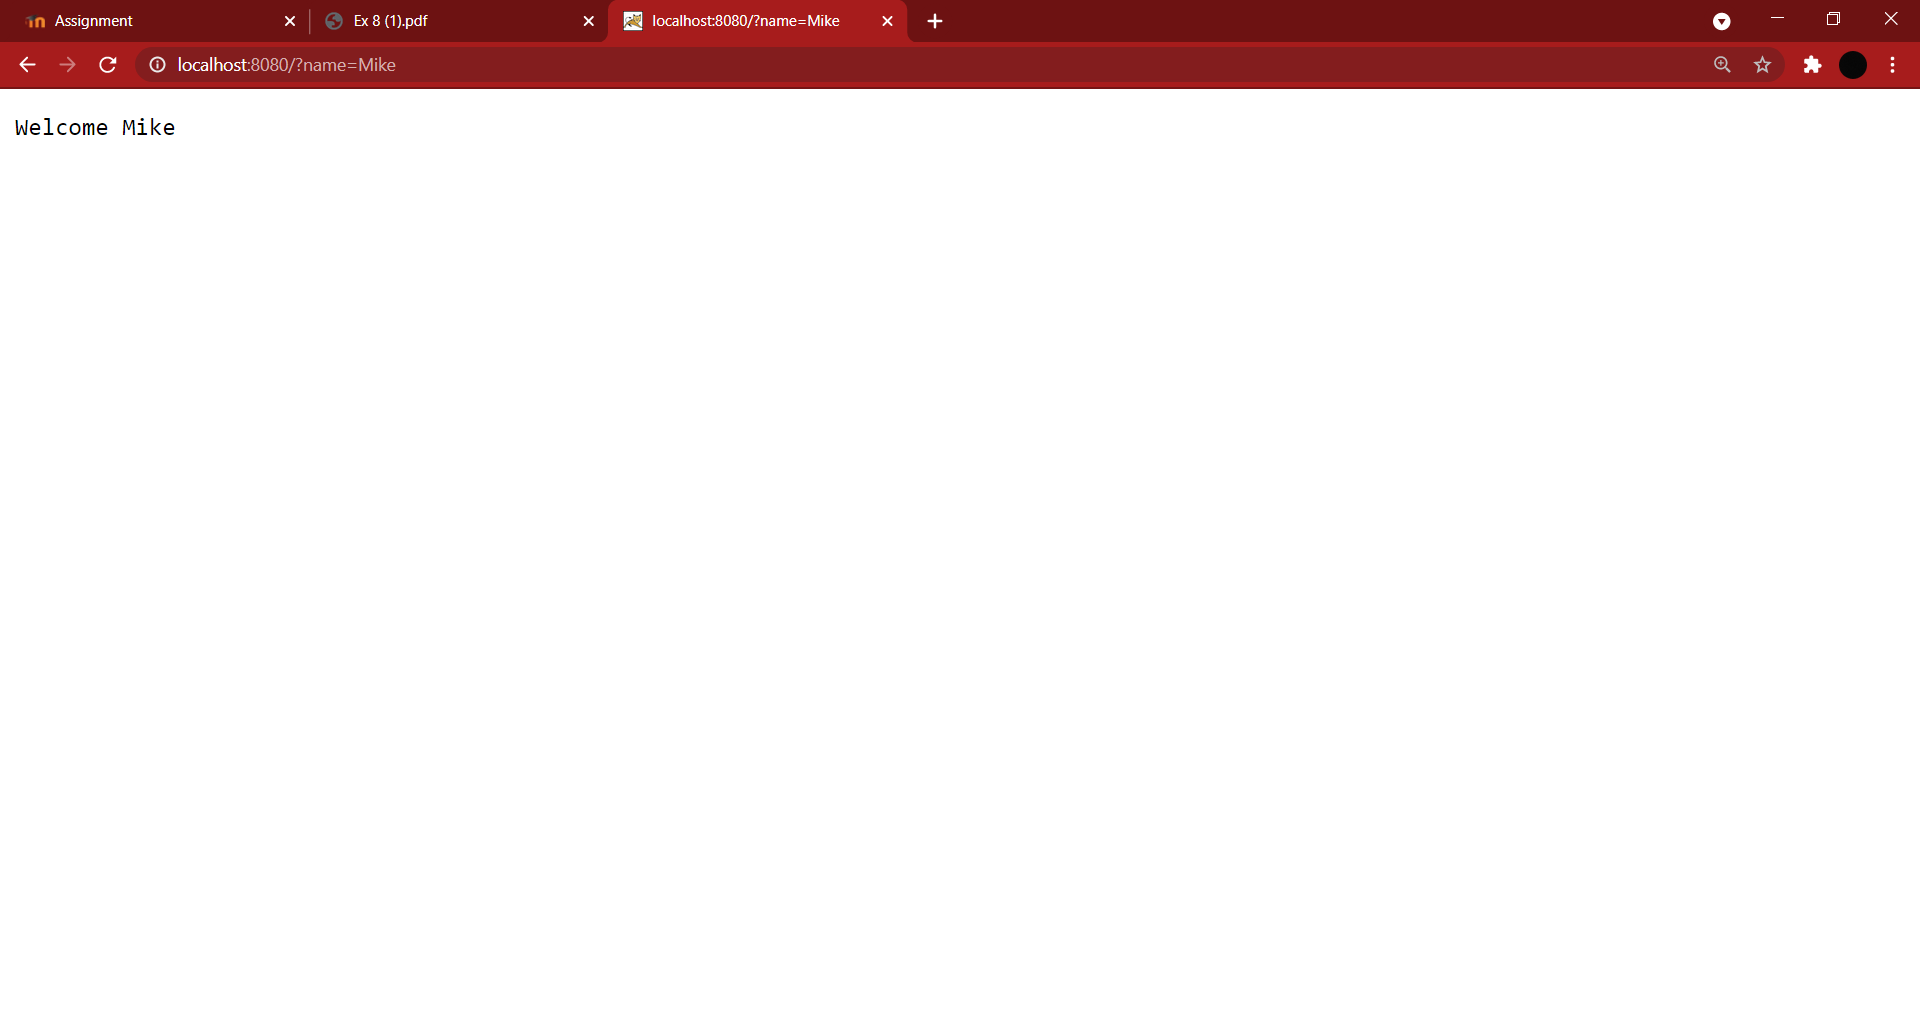 Assignment
Ex 8 (1).pdf
localhost:8080/?name=Mike
localhost:8080/?name=Mike
Welcome Mike